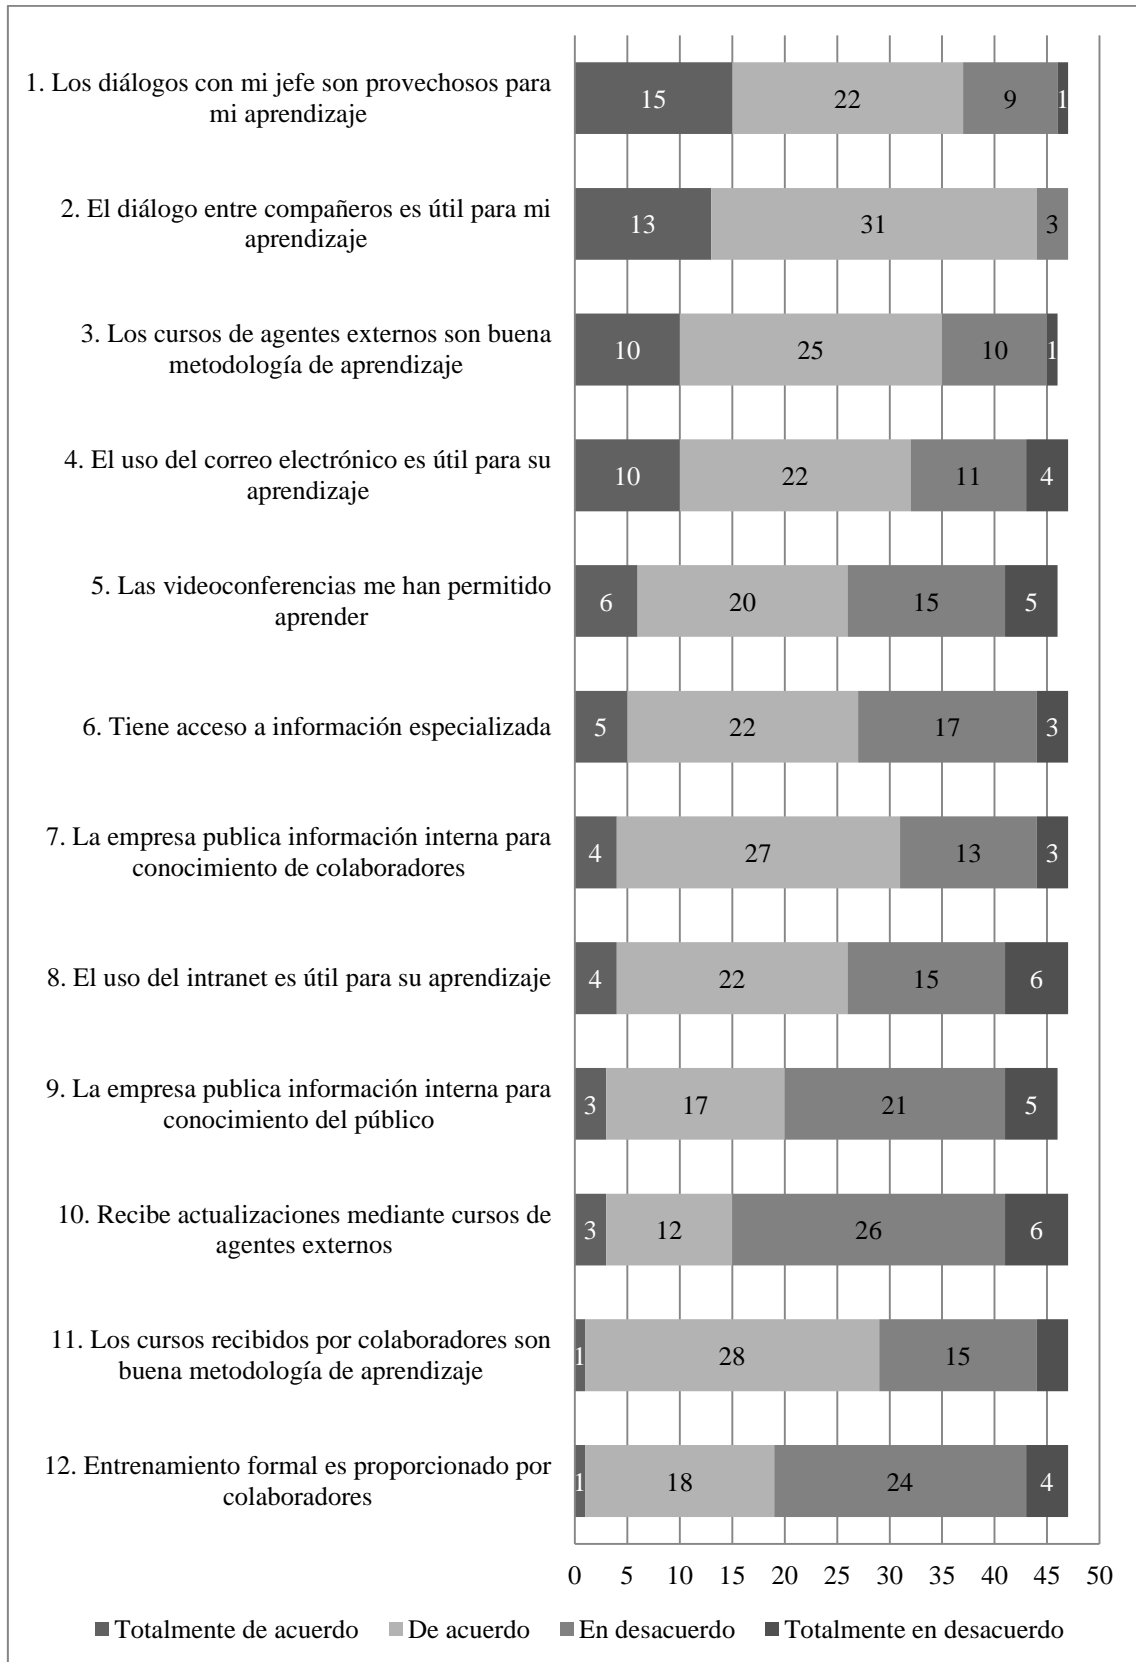 1. Los diálogos con mi jefe son provechosos para
mi aprendizaje
15 22 9 1
2. El diálogo entre compañeros es útil para mi
aprendizaje
13 31 3
3. Los cursos de agentes externos son buena
metodología de aprendizaje
10 25 10 1
4. El uso del correo electrónico es útil para su
aprendizaje
10 22 11 4
5. Las videoconferencias me han permitido
aprender
6 20 15 5
6. Tiene acceso a información especializada
5 22 17 3
7. La empresa publica información interna para
conocimiento de colaboradores
4 27 13 3
8. El uso del intranet es útil para su aprendizaje
4 22 15 6
9. La empresa publica información interna para
conocimiento del público
3 17 21 5
10. Recibe actualizaciones mediante cursos de
agentes externos
3 12 26 6
11. Los cursos recibidos por colaboradores son
buena metodología de aprendizaje
1 28 15
12. Entrenamiento formal es proporcionado por
colaboradores
1 18 24 4
0 5 10 15 20 25 30 35 40 45 50
Totalmente de acuerdo De acuerdo En desacuerdo Totalmente en desacuerdo